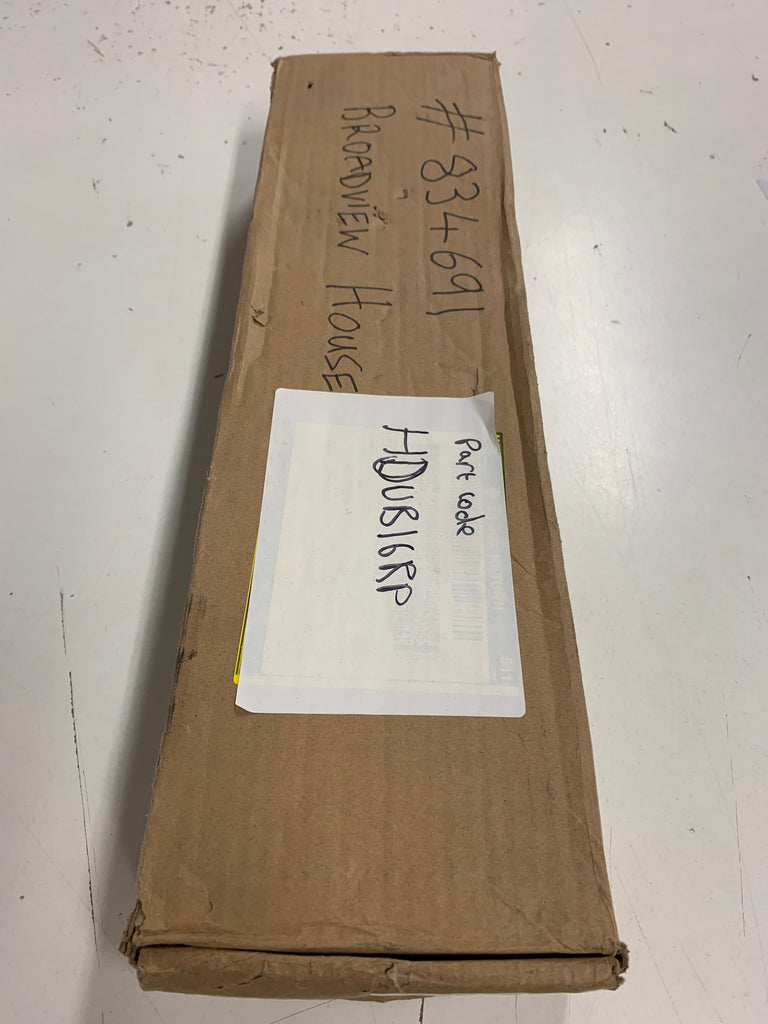 # 834691
BROADVIEW HOUSE
Part code
HDUB16RP